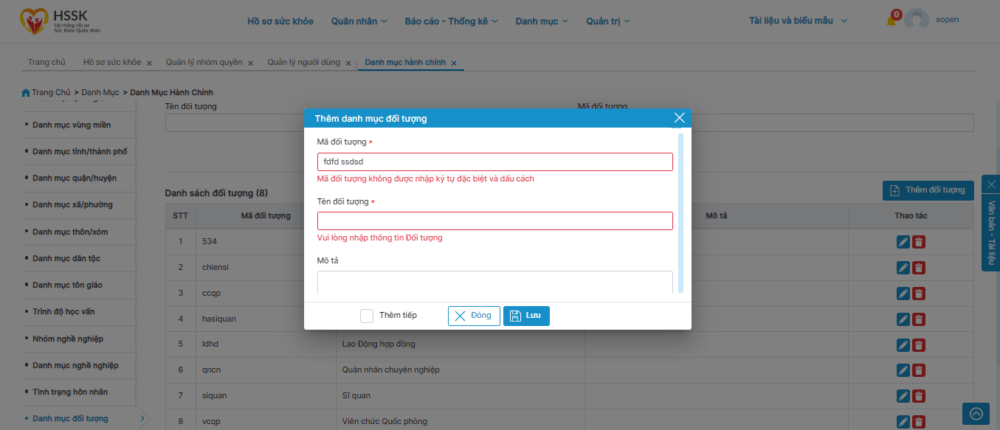 HSSK
Hệ thống Hồ sơ
Sức khỏe Quân nhân
Hồ sơ sức khỏe
Quân nhân
Báo cáo - Thống kê
Danh mục
Quản trị
Tài liệu và biểu mẫu
0
sopen
Trang chủ
Hồ sơ sức khỏe
Quản lý nhóm quyền
Quản lý người dùng
Danh mục hành chính
Trang Chủ > Danh Mục > Danh Mục Hành Chính
Danh mục vùng miền
Danh mục tỉnh/thành phố
Danh mục quận/huyện
Danh mục xã/phường
Danh mục thôn/xóm
Danh mục dân tộc
Danh mục tôn giáo
Trình độ học vấn
Nhóm nghề nghiệp
Danh mục nghề nghiệp
Tình trạng hôn nhân
Danh mục đối tượng
Tên đối tượng
Mã đối tượng
Danh sách đối tượng (8)
Thêm đối tượng
STT Mã đối tượng Mô tả Thao tác
1 534
2 chiensi
3 ccqp
4 hasiquan
5 ldhd Lao Động hợp đồng
6 qncn Quân nhân chuyên nghiệp
7 siquan Sĩ quan
8 vcqp Viên chức Quốc phòng
Thêm danh mục đối tượng
Mã đối tượng *
fdfd ssdsd
Mã đối tượng không được nhập ký tự đặc biệt và dấu cách
Tên đối tượng *
Vui lòng nhập thông tin Đối tượng
Mô tả
Thêm tiếp
Đóng
Lưu
Văn bản - Tài liệu